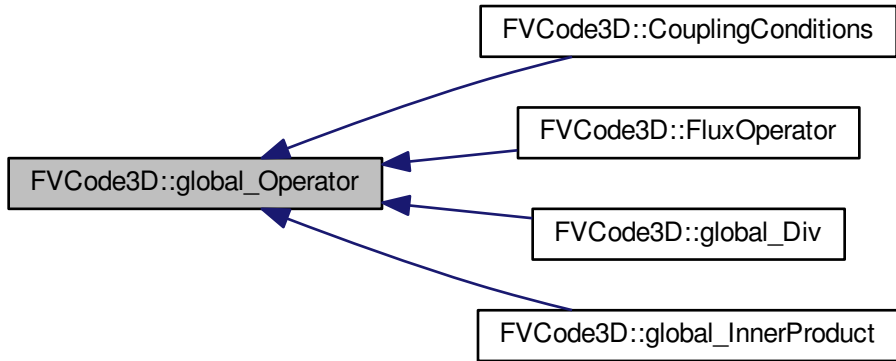 FVCode3D::CouplingConditions
FVCode3D::FluxOperator
FVCode3D::global_Operator
FVCode3D::global_Div
FVCode3D::global_InnerProduct